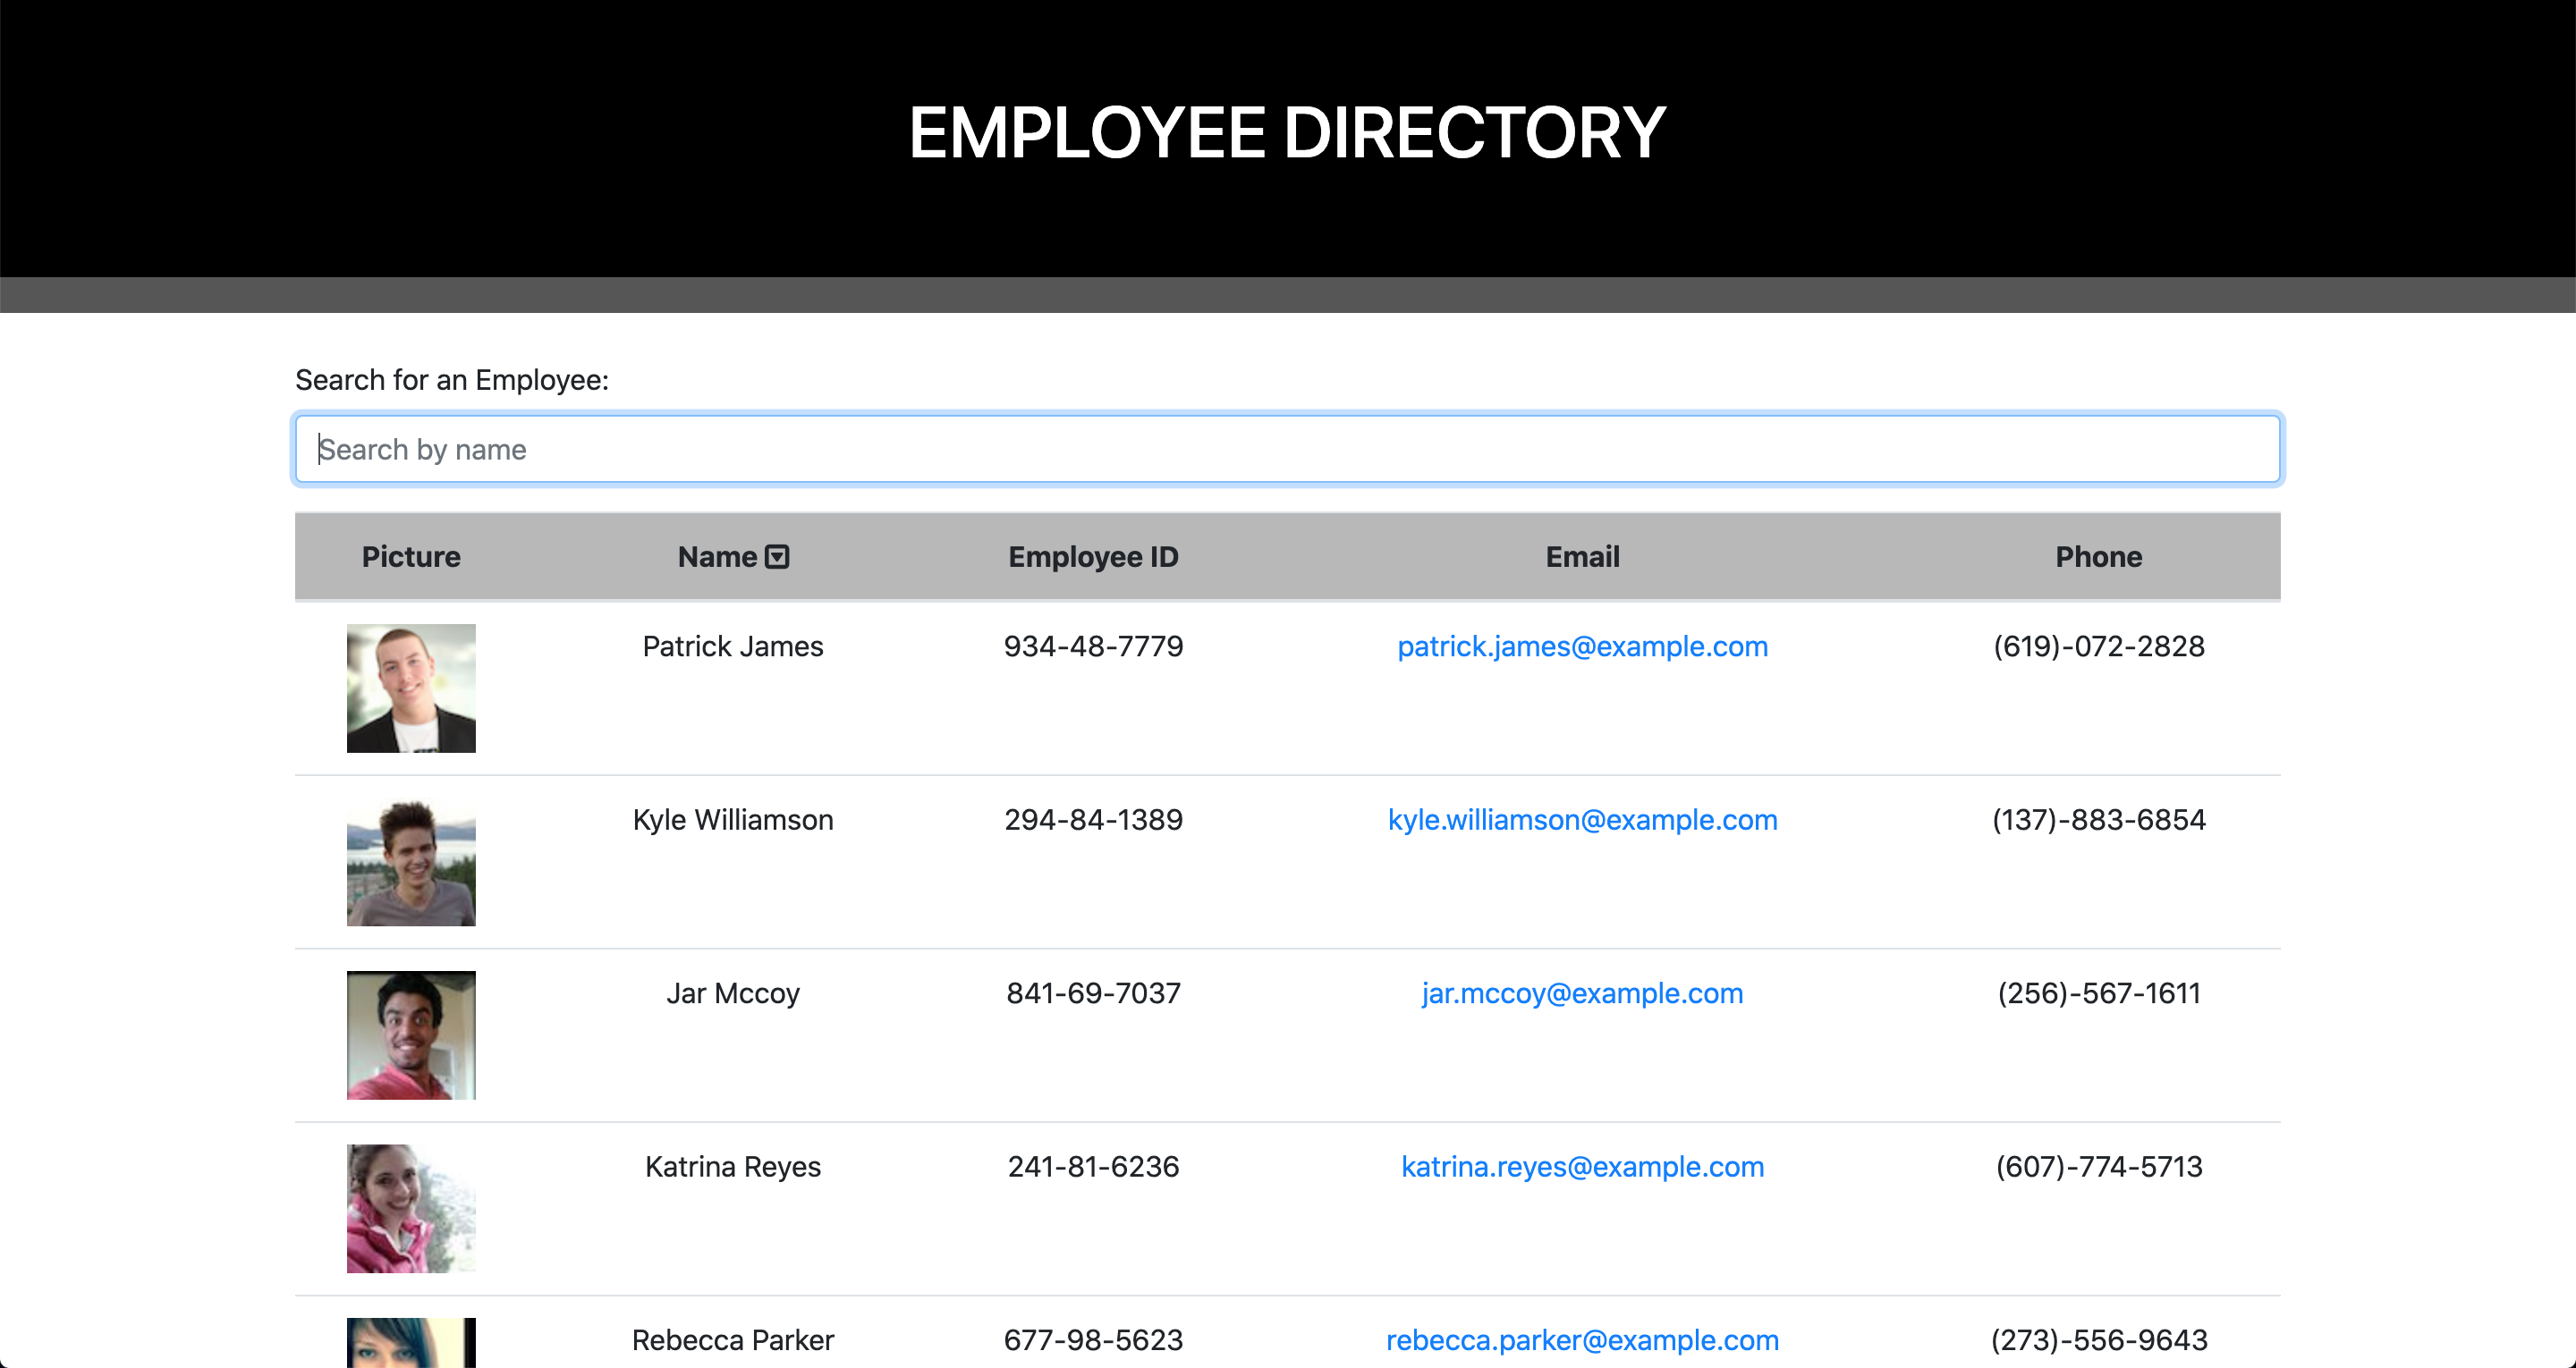 EMPLOYEE DIRECTORY
Search for an Employee:
Search by name
Picture Name Employee ID Email Phone
Patrick James 934-48-7779 patrick.james@example.com (619)-072-2828
Kyle Williamson 294-84-1389 kyle.williamson@example.com (137)-883-6854
Jar Mccoy 841-69-7037 jar.mccoy@example.com (256)-567-1611
Katrina Reyes 241-81-6236 katrina.reyes@example.com (607)-774-5713
Rebecca Parker 677-98-5623 rebecca.parker@example.com (273)-556-9643